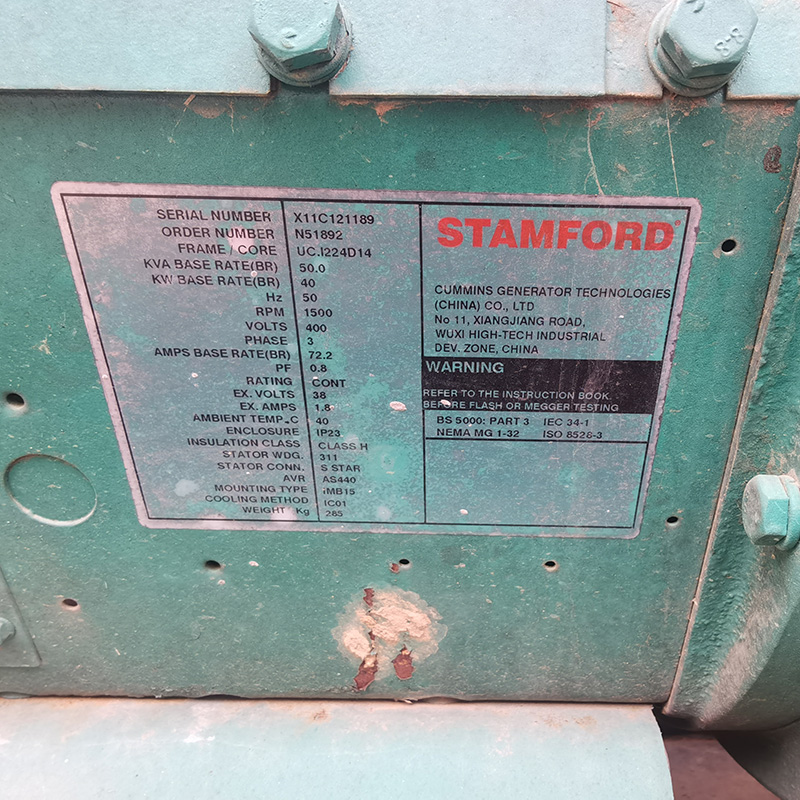 8-8
SERIAL NUMBER X11C121189
ORDER NUMBER N51892
FRAME / CORE UC.I224D14
KVA BASE RATE(BR) 50.0
KW BASE RATE(BR) 40
Hz 50
RPM 1500
VOLTS 400
PHASE 3
AMPS BASE RATE(BR) 72.2
PF 0.8
RATING CONT
EX. VOLTS 38
EX. AMPS 1.8
AMBIENT TEMP.C 40
ENCLOSURE IP23
INSULATION CLASS CLASS H
STATOR WDG. 311
STATOR CONN. S STAR
AVR AS440
MOUNTING TYPE IMB15
COOLING METHOD IC01
WEIGHT Kg 285
STAMFORD
CUMMINS GENERATOR TECHNOLOGIES
(CHINA) CO., LTD
No 11, XIANGJIANG ROAD,
WUXI HIGH-TECH INDUSTRIAL
DEV. ZONE, CHINA
WARNING
REFER TO THE INSTRUCTION BOOK.
BEFORE FLASH OR MEGGER TESTING
BS 5000: PART 3 IEC 34-1
NEMA MG 1-32 ISO 8528-3